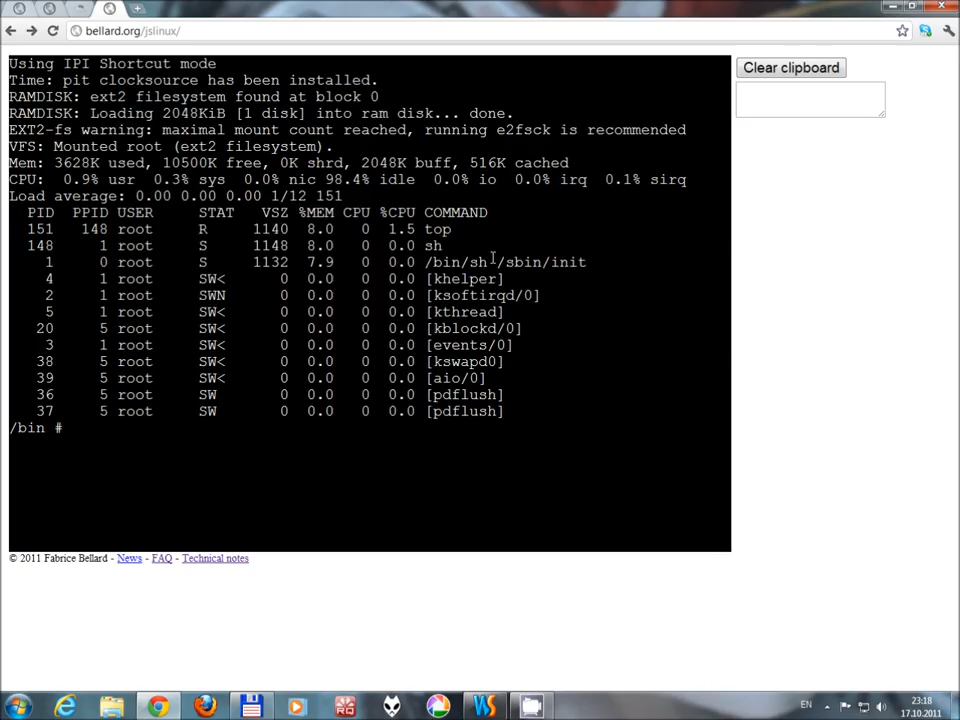 bellard.org/jslinux/
Using IPI Shortcut mode
Time: pit clocksource has been installed.
RAMDISK: ext2 filesystem found at block 0
RAMDISK: Loading 2048KiB [1 disk] into ram disk... done.
EXT2-fs warning: maximal mount count reached, running e2fsck is recommended
VFS: Mounted root (ext2 filesystem).
Mem: 3628K used, 10500K free, 0K shrd, 2048K buff, 516K cached
CPU:  0.9% usr  0.3% sys  0.0% nic 98.4% idle  0.0% io  0.0% irq  0.1% sirq
Load average: 0.00 0.00 0.00 1/12 151
PID  PPID USER     STAT   VSZ %MEM CPU %CPU COMMAND
151   148 root     R     1140  8.0   0  1.5 top
148     1 root     S     1148  8.0   0  0.0 sh
1     0 root     S     1132  7.9   0  0.0 /bin/sh /sbin/init
4     1 root     SW<      0  0.0   0  0.0 [khelper]
2     1 root     SWN      0  0.0   0  0.0 [ksoftirqd/0]
5     1 root     SW<      0  0.0   0  0.0 [kthread]
20     5 root     SW<      0  0.0   0  0.0 [kblockd/0]
3     1 root     SW<      0  0.0   0  0.0 [events/0]
38     5 root     SW<      0  0.0   0  0.0 [kswapd0]
39     5 root     SW<      0  0.0   0  0.0 [aio/0]
36     5 root     SW       0  0.0   0  0.0 [pdflush]
37     5 root     SW       0  0.0   0  0.0 [pdflush]
/bin #
Clear clipboard
© 2011 Fabrice Bellard - News - FAQ - Technical notes
EN
23:18
17.10.2011